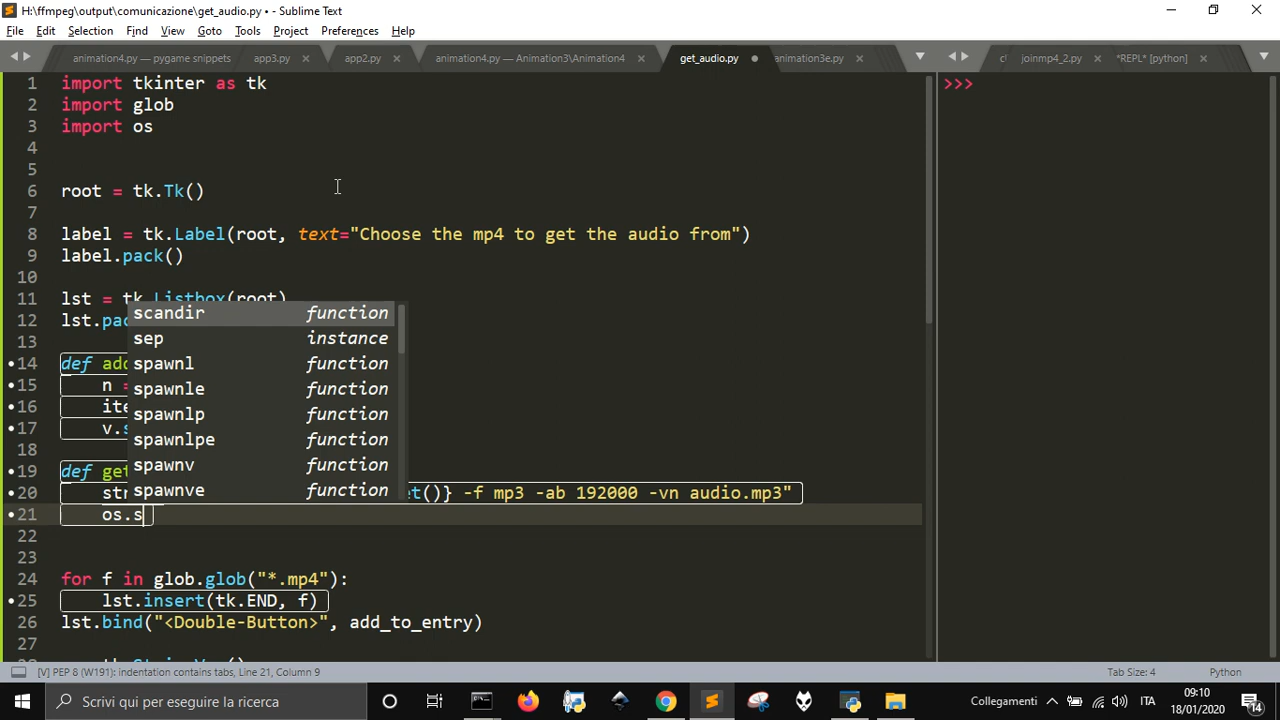 H:\ffmpeg\output\comunicazione\get_audio.py • - Sublime Text
File Edit Selection Find View Goto Tools Project Preferences Help
animation4.py — pygame snippets app3.py × app2.py × animation4.py — Animation3\Animation4 × get_audio.py animation3e.py × joinmp4_2.py × *REPL* [python] ×
1 import tkinter as tk
>>>
2 import glob
3 import os
4
5
6 root = tk.Tk()
7
8 label = tk.Label(root, text="Choose the mp4 to get the audio from")
9 label.pack()
10
11 lst = tk.Listbox(root)
12 lst.pac
13
14 def add
15 n =
16 ite
17 v.s
18
19 def get
20 str et()} -f mp3 -ab 192000 -vn audio.mp3"
21 os.s
scandir function
sep instance
spawnl function
spawnle function
spawnlp function
spawnlpe function
spawnv function
spawnve function
22
23
24 for f in glob.glob("*.mp4"):
25 lst.insert(tk.END, f)
26 lst.bind("<Double-Button>", add_to_entry)
27
[V] PEP 8 (W191): indentation contains tabs, Line 21, Column 9 Tab Size: 4 Python
Scrivi qui per eseguire la ricerca Collegamenti ITA 09:10
18/01/2020 14